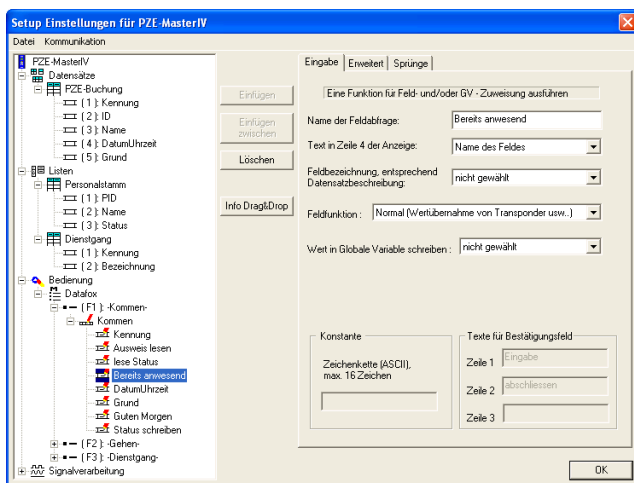 Setup Einstellungen für PZE-MasterIV
Datei Kommunikation
PZE-MasterIV
Datensätze
PZE-Buchung
( 1 ): Kennung
( 2 ): ID
( 3 ): Name
( 4 ): DatumUhrzeit
( 5 ): Grund
Listen
Personalstamm
( 1 ): PID
( 2 ): Name
( 3 ): Status
Dienstgang
( 1 ): Kennung
( 2 ): Bezeichnung
Bedienung
Datafox
( F1 ): -Kommen-
Kommen
Kennung
Ausweis lesen
lese Status
Bereits anwesend
DatumUhrzeit
Grund
Guten Morgen
Status schreiben
( F2 ): -Gehen-
( F3 ): -Dienstgang-
Signalverarbeitung
Einfügen
Einfügen
zwischen
Löschen
Info Drag&Drop
Eingabe Erweitert Sprünge
Eine Funktion für Feld- und/oder GV - Zuweisung ausführen
Name der Feldabfrage: Bereits anwesend
Text in Zeile 4 der Anzeige: Name des Feldes
Feldbezeichnung, entsprechend
Datensatzbeschreibung: nicht gewählt
Feldfunktion : Normal (Wertübernahme von Transponder usw..)
Wert in Globale Variable schreiben : nicht gewählt
Konstante
Zeichenkette (ASCII),
max. 16 Zeichen
Texte für Bestätigungsfeld
Zeile 1 Eingabe
Zeile 2 abschliessen
Zeile 3
OK